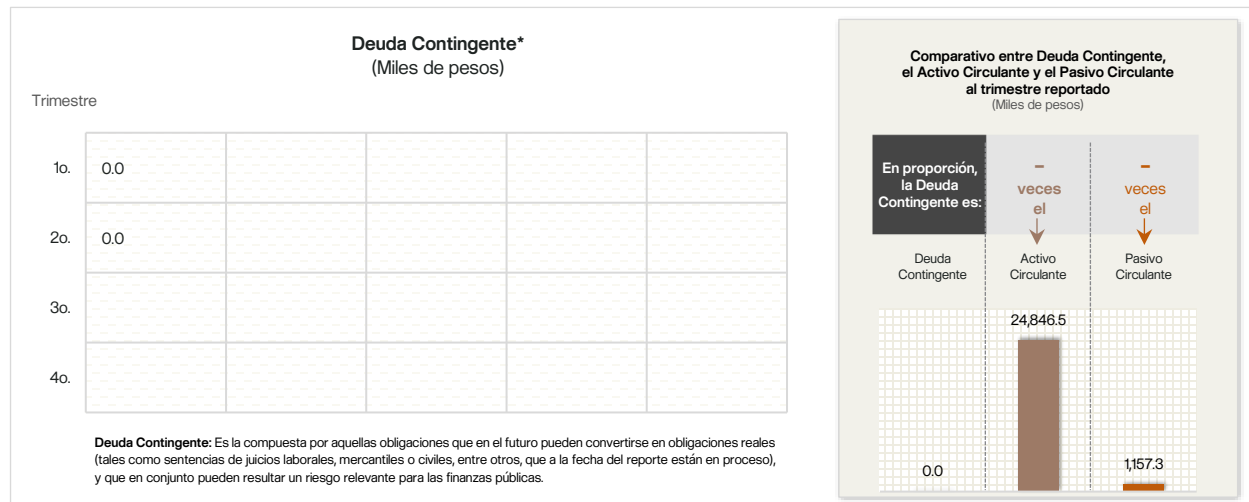 Deuda Contingente*
(Miles de pesos)
Trimestre
1o. 0.0
2o. 0.0
3o.
4o.
Deuda Contingente: Es la compuesta por aquellas obligaciones que en el futuro pueden convertirse en obligaciones reales
(tales como sentencias de juicios laborales, mercantiles o civiles, entre otros, que a la fecha del reporte están en proceso),
y que en conjunto pueden resultar un riesgo relevante para las finanzas públicas.
Comparativo entre Deuda Contingente,
el Activo Circulante y el Pasivo Circulante
al trimestre reportado
(Miles de pesos)
En proporción,
la Deuda
Contingente es:
–
veces
el
–
veces
el
Deuda
Contingente
Activo
Circulante
Pasivo
Circulante
0.0
24,846.5
1,157.3